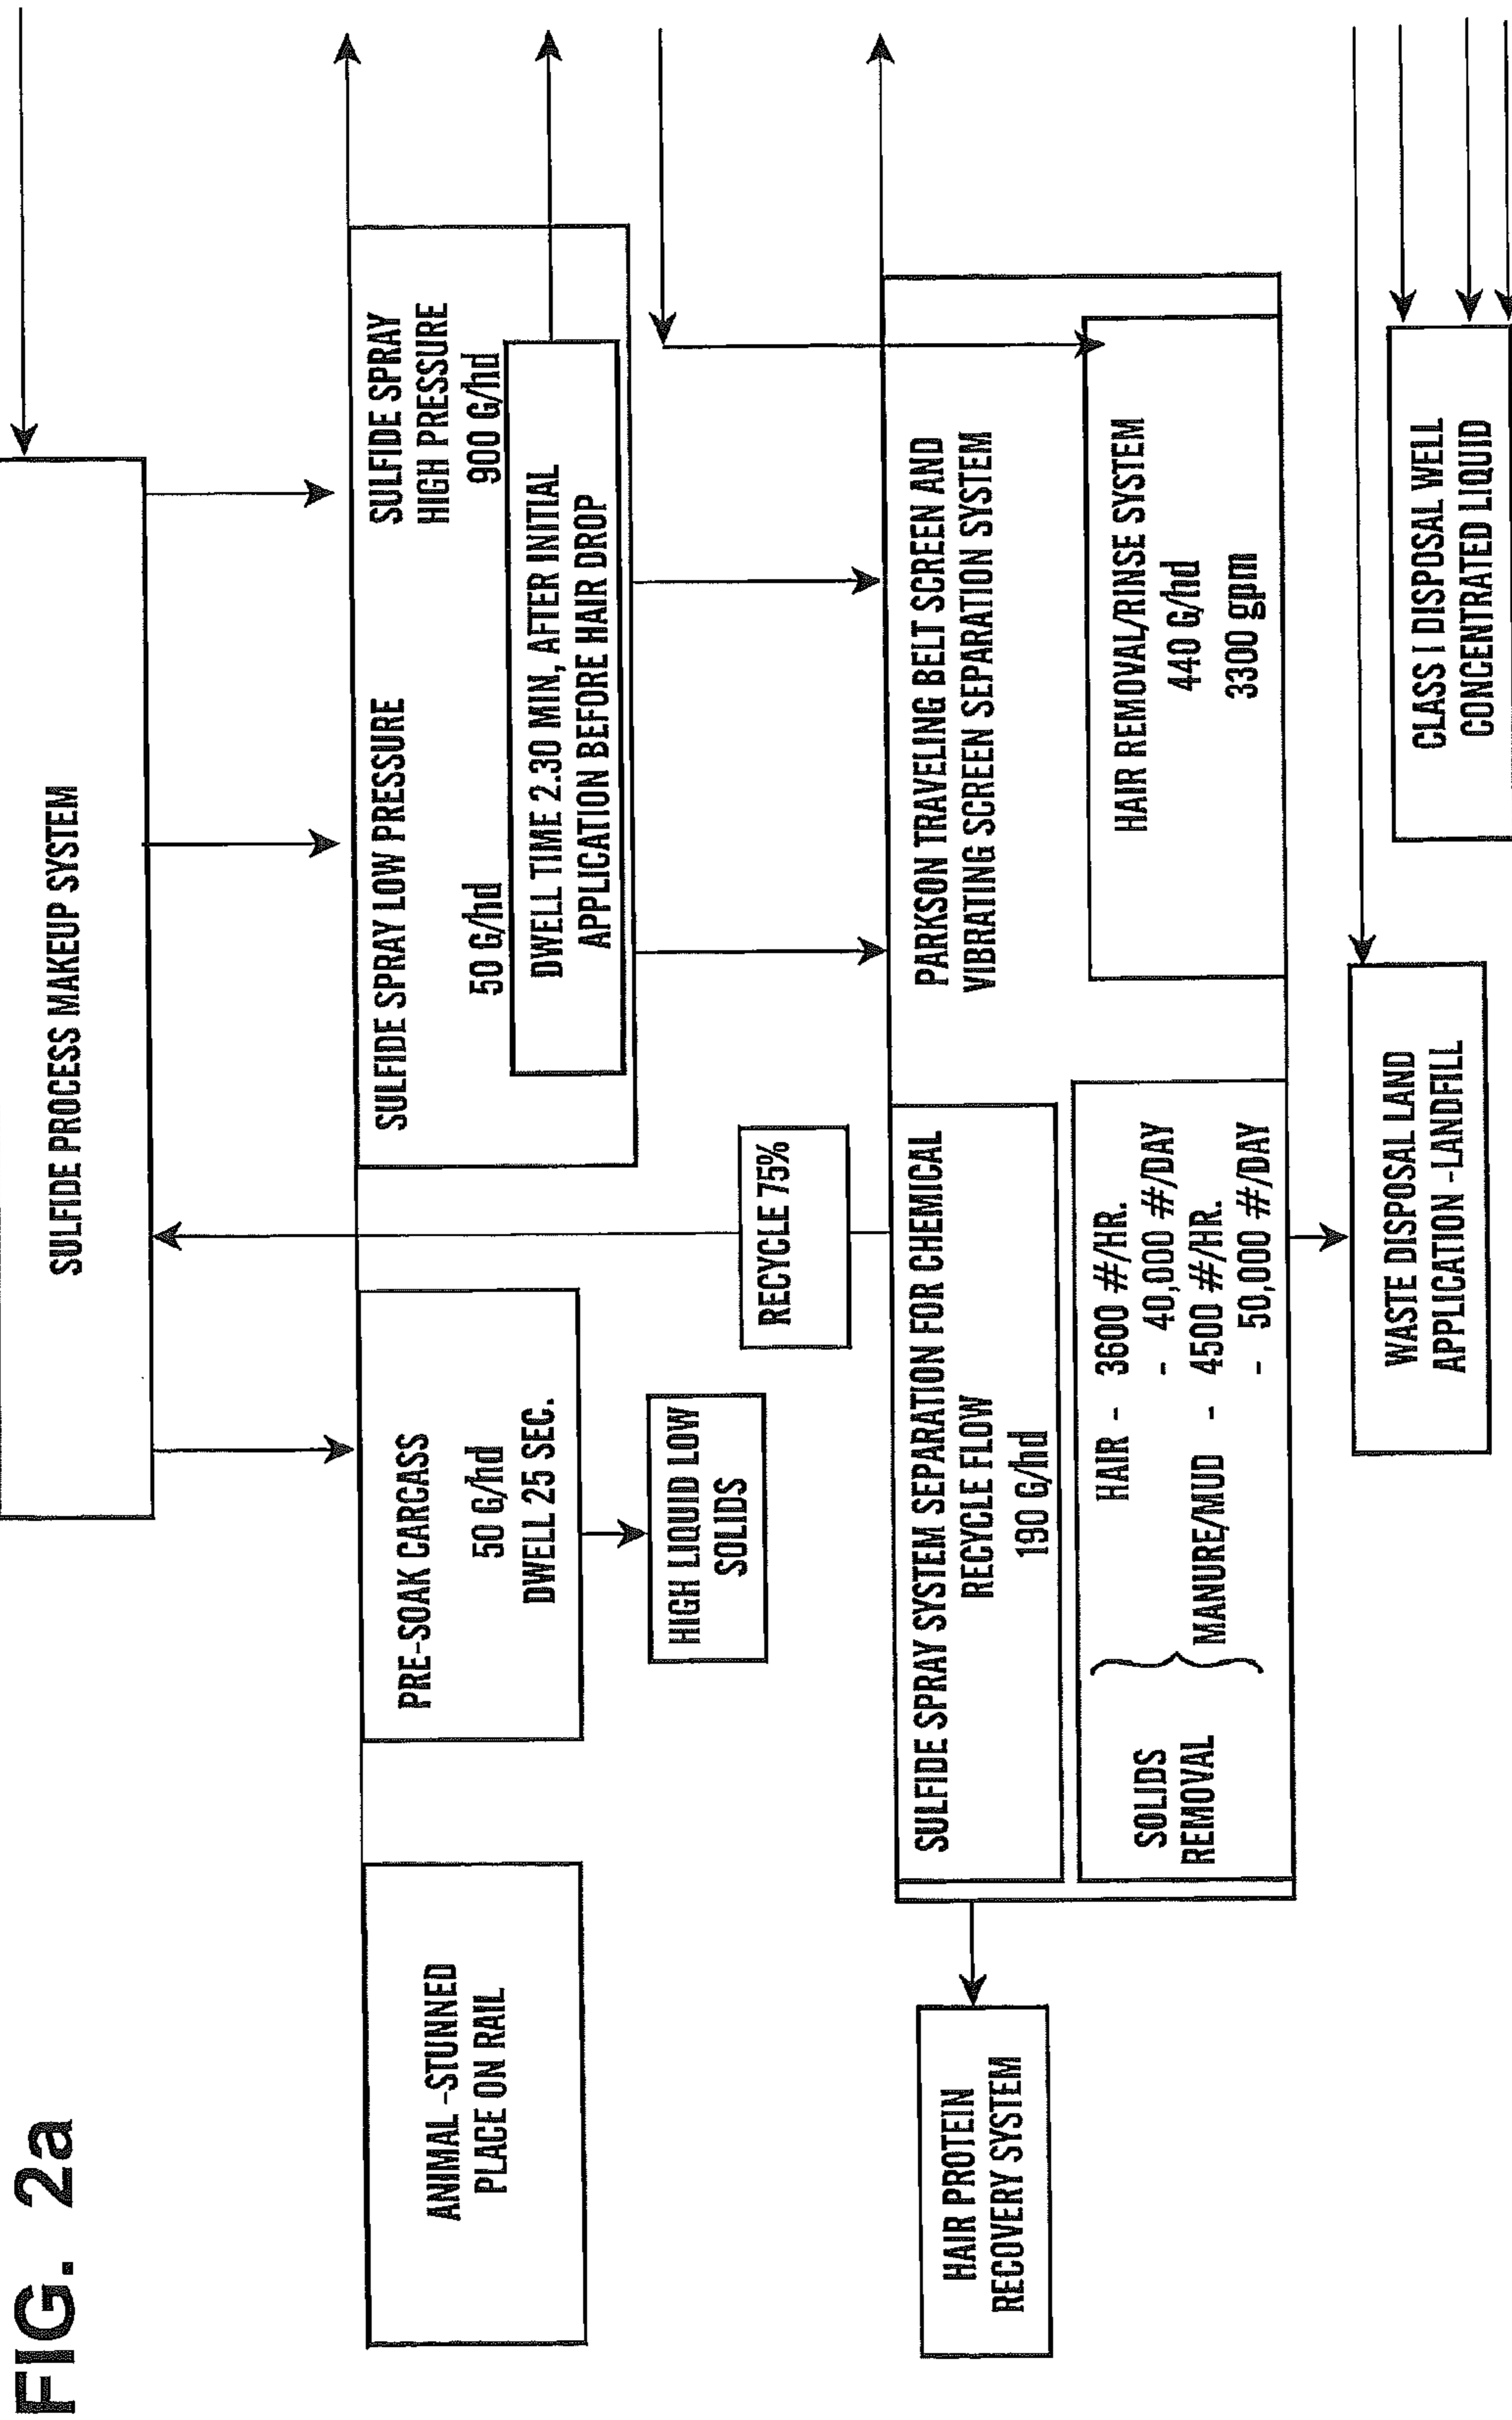 FIG. 2a
SULFIDE PROCESS MAKEUP SYSTEM
ANIMAL -STUNNED
PLACE ON RAIL
PRE-SOAK CARCASS
50 G/hd
DWELL 25 SEC.
HIGH LIQUID LOW
SOLIDS
SULFIDE SPRAY LOW PRESSURE
50 G/hd
SULFIDE SPRAY
HIGH PRESSURE
900 G/hd
DWELL TIME 2.30 MIN, AFTER INITIAL
APPLICATION BEFORE HAIR DROP
RECYCLE 75%
HAIR PROTEIN
RECOVERY SYSTEM
SULFIDE SPRAY SYSTEM SEPARATION FOR CHEMICAL
RECYCLE FLOW
190 G/hd
SOLIDS
REMOVAL
HAIR - 3600 #/HR.
- 40,000 #/DAY
MANURE/MUD - 4500 #/HR.
- 50,000 #/DAY
PARKSON TRAVELING BELT SCREEN AND
VIBRATING SCREEN SEPARATION SYSTEM
HAIR REMOVAL/RINSE SYSTEM
440 G/hd
3300 gpm
WASTE DISPOSAL LAND
APPLICATION -LANDFILL
CLASS I DISPOSAL WELL
CONCENTRATED LIQUID